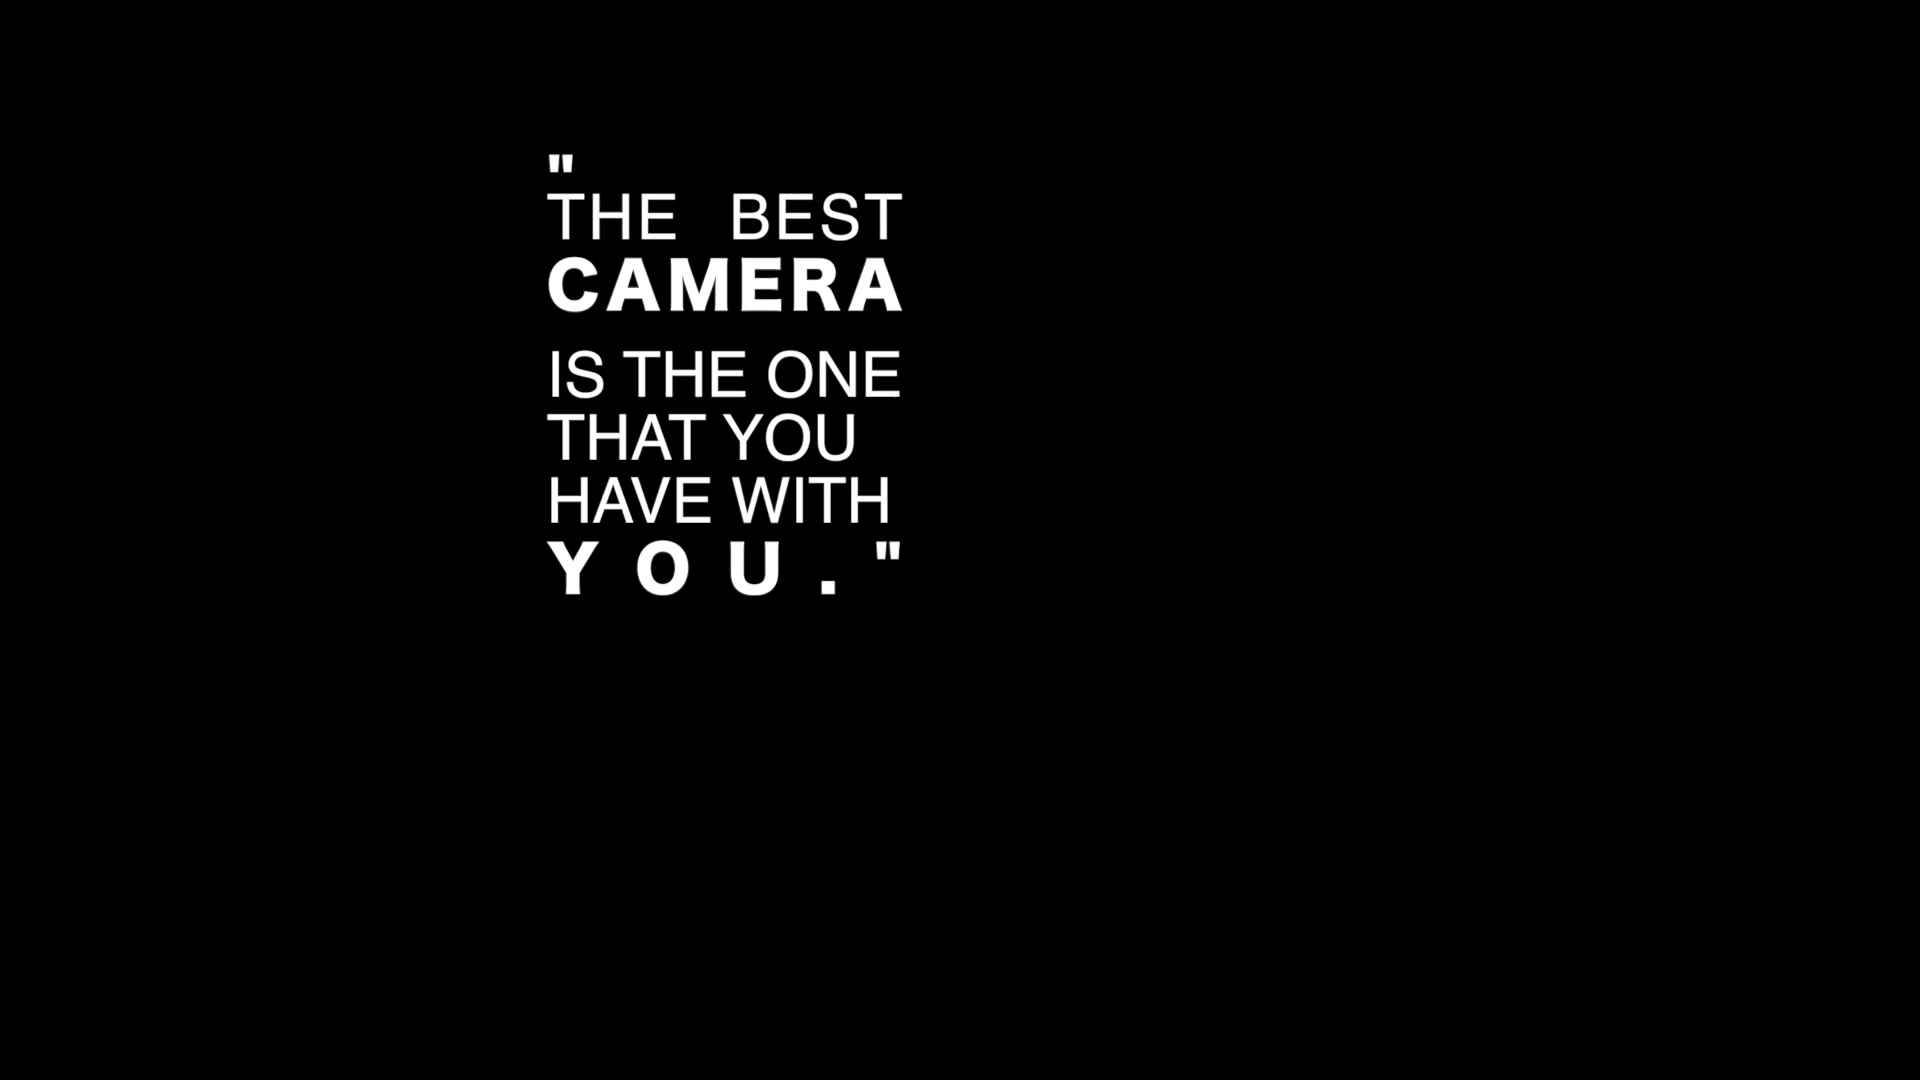 "
THE BEST
CAMERA
IS THE ONE
THAT YOU
HAVE WITH
YOU."